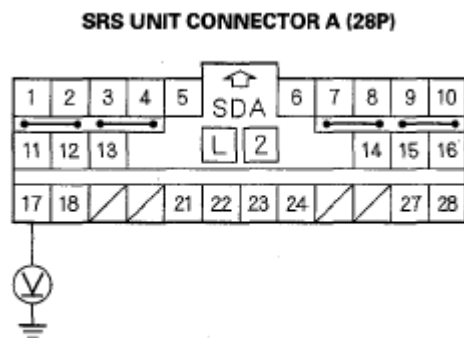 SRS UNIT CONNECTOR A (28P)
1 2 3 4 5 SDA 6 7 8 9 10
11 12 13 L 2 14 15 16
17 18 21 22 23 24 27 28
V